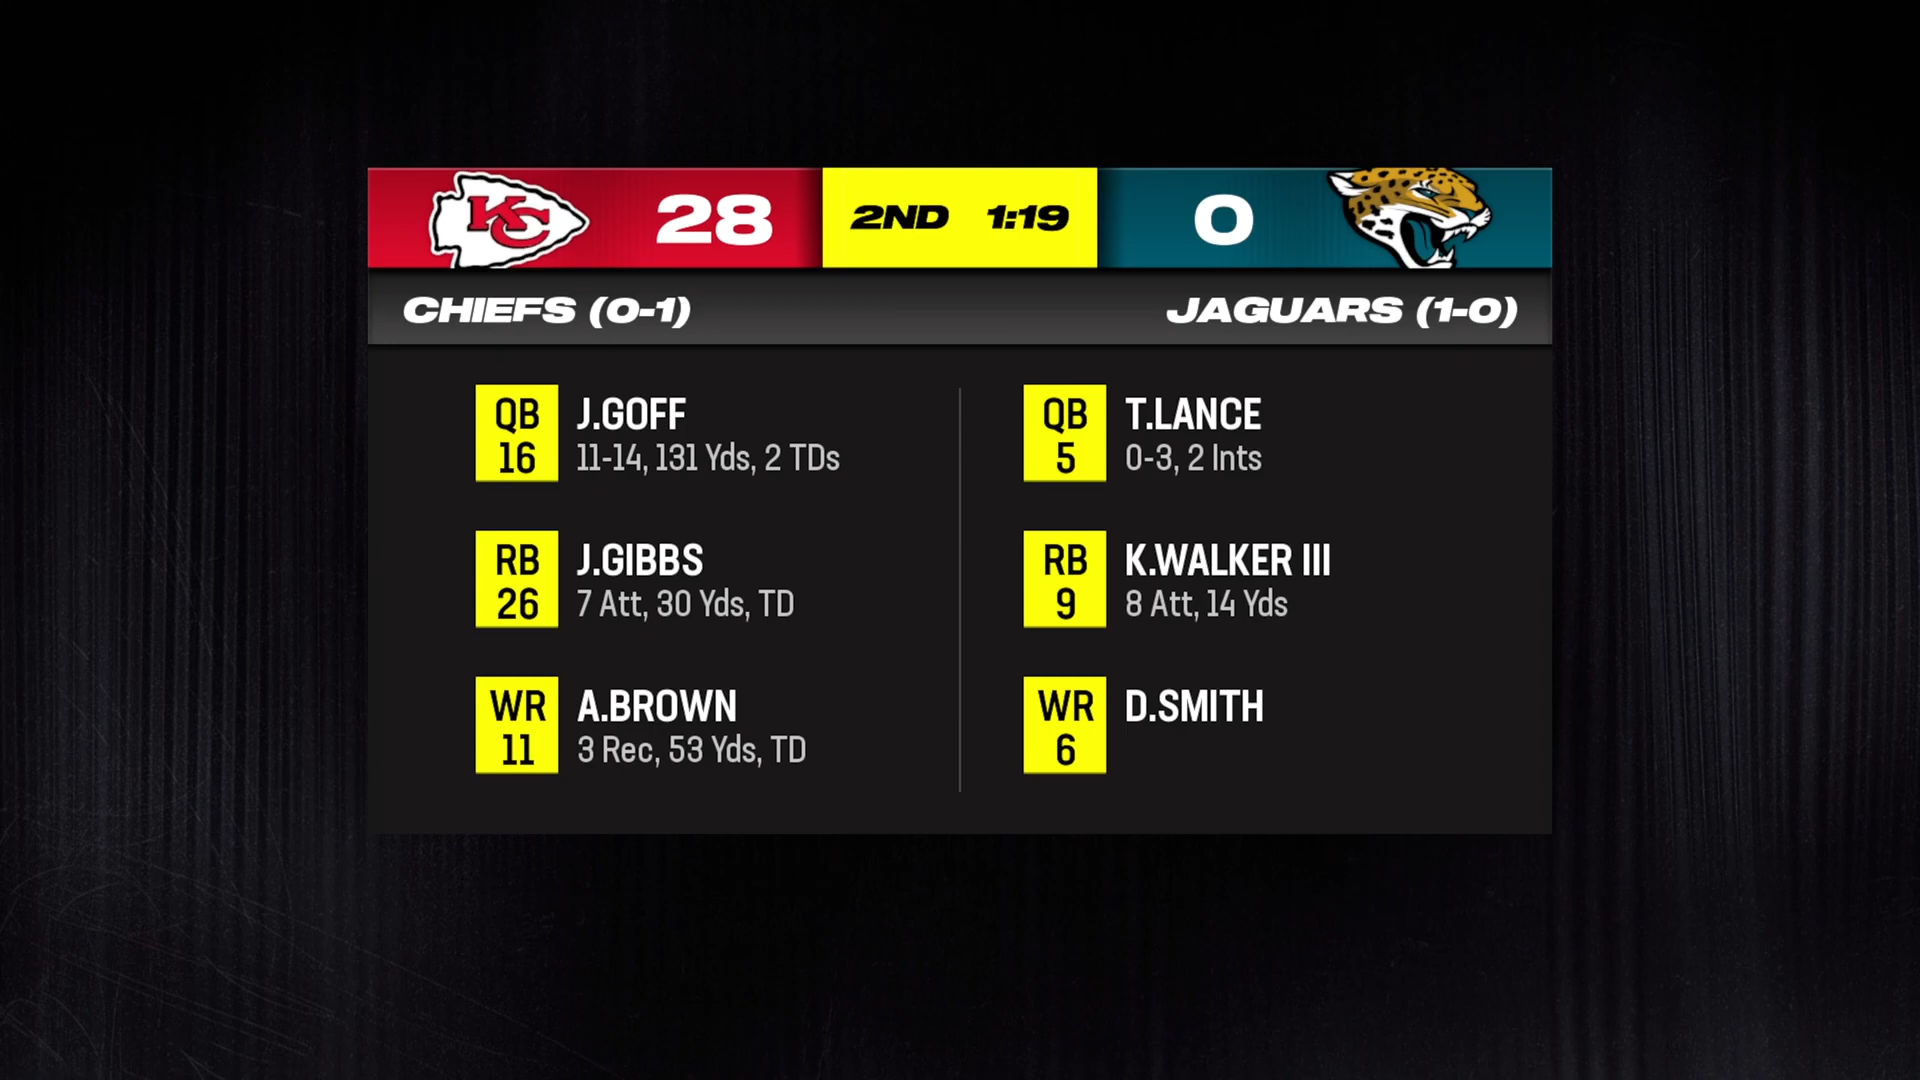 KC 28 2ND 1:19 0
CHIEFS (0-1) JAGUARS (1-0)
QB 16 J.GOFF
11-14, 131 Yds, 2 TDs
RB 26 J.GIBBS
7 Att, 30 Yds, TD
WR 11 A.BROWN
3 Rec, 53 Yds, TD
QB 5 T.LANCE
0-3, 2 Ints
RB 9 K.WALKER III
8 Att, 14 Yds
WR 6 D.SMITH